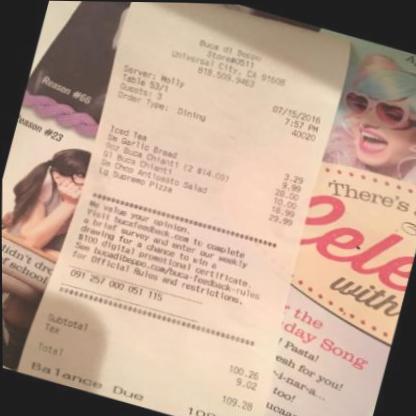 Buca di Beppo
Store#0511
Universal City, CA 91608
818.509.9463
Server: Molly
07/15/2016
Table 53/1
7:57 PM
Guests: 3
40020
Order Type: Dining
Iced Tea 3.29
Sm Garlic Bread 9.99
9oz Buca Chianti (2 @14.00) 28.00
Gl Buca Chianti 10.00
Sm Chop Antipasto Salad 18.99
Lg Supremo Pizza 29.99
We value your opinion.
Visit bucafeedback.com to complete
a brief survey and enter our weekly
drawing for a chance to win a
$100 digital promotional certificate.
See bucadibeppo.com/buca-feedback-rules
for Official Rules and restrictions.
091 257 000 051 115
Subtotal 100.26
Tax 9.02
Total 109.28
Balance Due
Reason #66
Reason #23
didn't dre
school
There's
Cele
with
the
day Song
! Pasta!
esh for you!
-i-nar-a...
too!